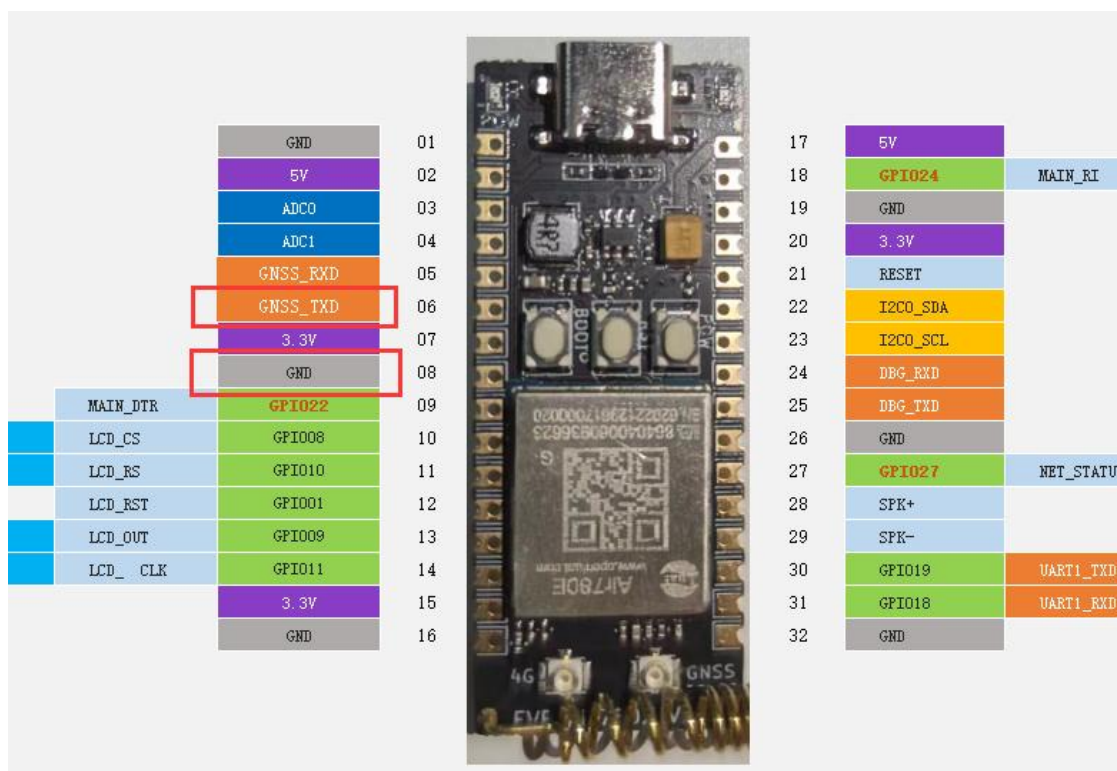 GND 01
5V 02
ADC0 03
ADC1 04
GNSS_RXD 05
GNSS_TXD 06
3.3V 07
GND 08
MAIN_DTR GPIO22 09
LCD_CS GPIO08 10
LCD_RS GPIO10 11
LCD_RST GPIO01 12
LCD_OUT GPIO09 13
LCD_ CLK GPIO11 14
3.3V 15
GND 16
4R7
BOOT
4G
GNSS
Air780E
17 5V
18 GPIO24 MAIN_RI
19 GND
20 3.3V
21 RESET
22 I2C0_SDA
23 I2C0_SCL
24 DBG_RXD
25 DBG_TXD
26 GND
27 GPIO27 NET_STATU
28 SPK+
29 SPK-
30 GPIO19 UART1_TXD
31 GPIO18 UART1_RXD
32 GND